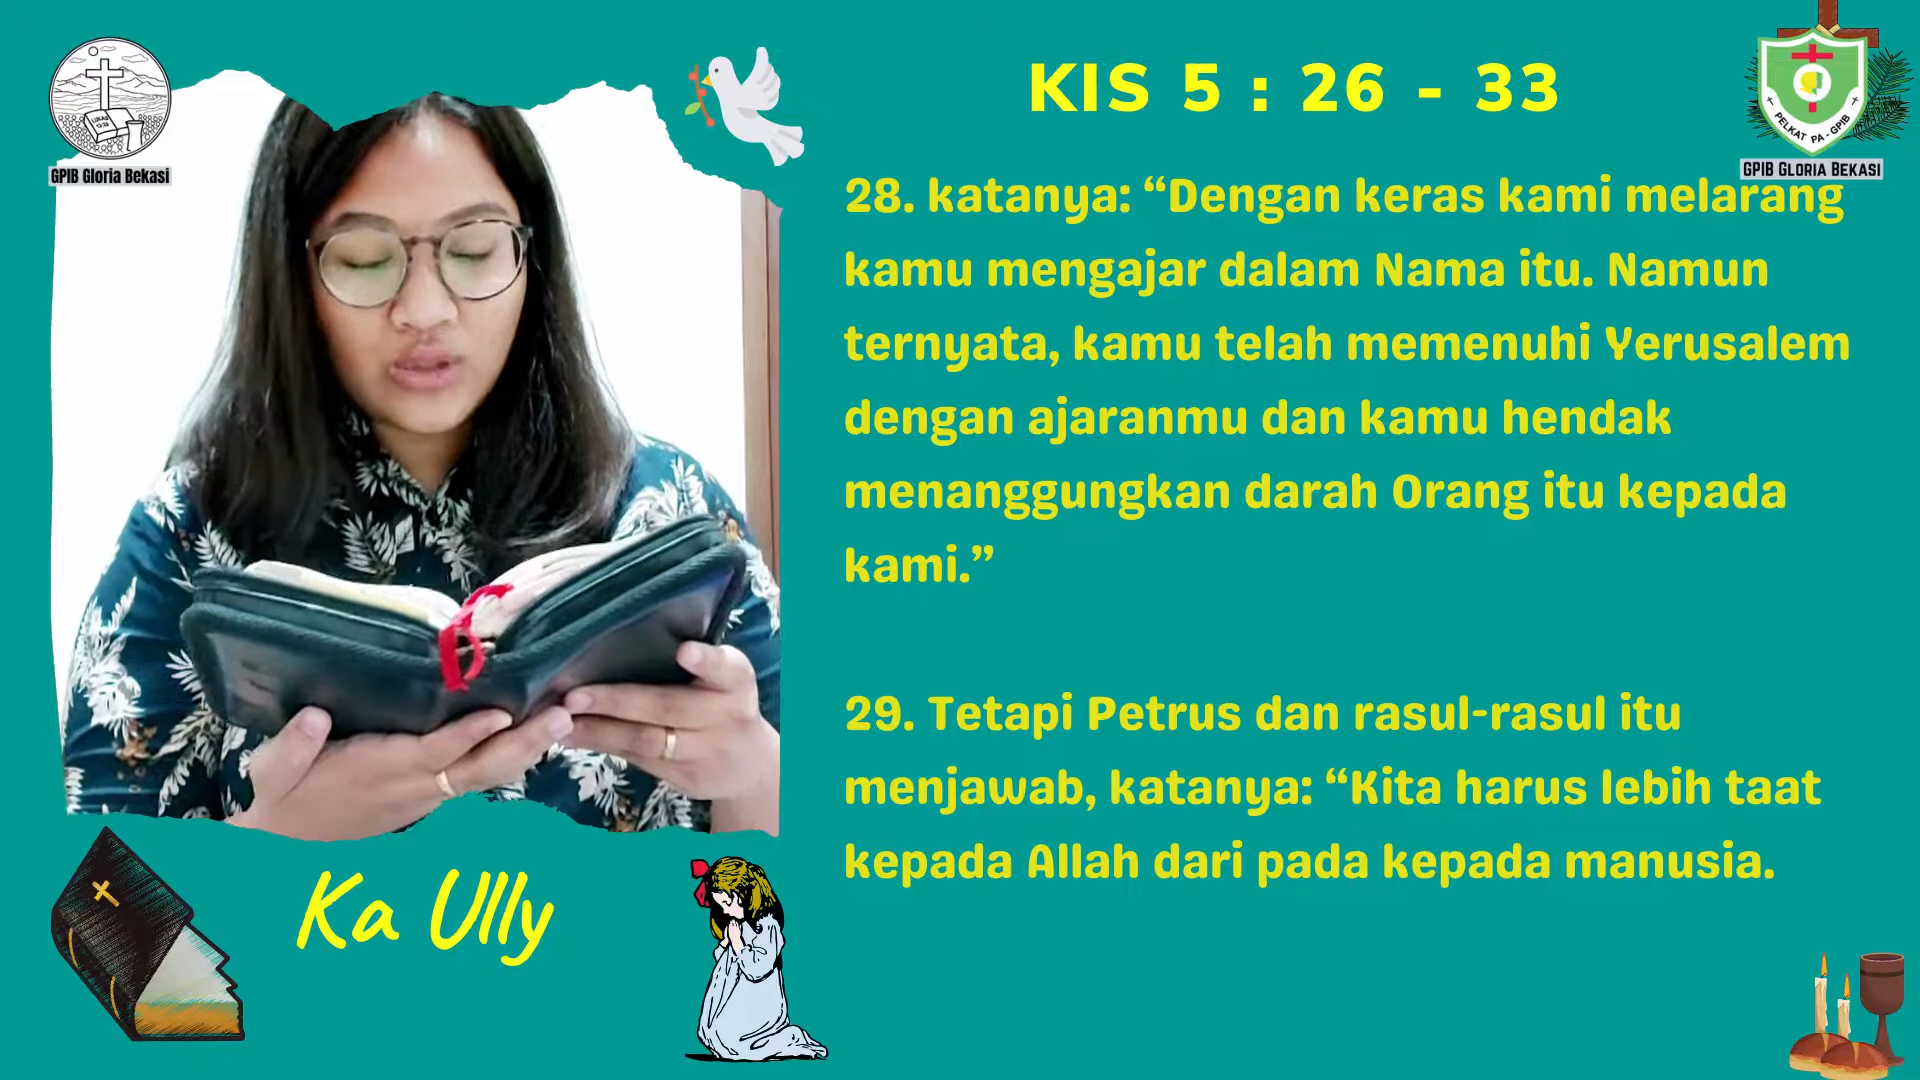 GPIB Gloria Bekasi
KIS 5 : 26 - 33
PELKAT PA - GPIB
GPIB GLORIA BEKASI
28. katanya: “Dengan keras kami melarang
kamu mengajar dalam Nama itu. Namun
ternyata, kamu telah memenuhi Yerusalem
dengan ajaranmu dan kamu hendak
menanggungkan darah Orang itu kepada
kami.”
29. Tetapi Petrus dan rasul-rasul itu
menjawab, katanya: “Kita harus lebih taat
kepada Allah dari pada kepada manusia.
Ka Ully